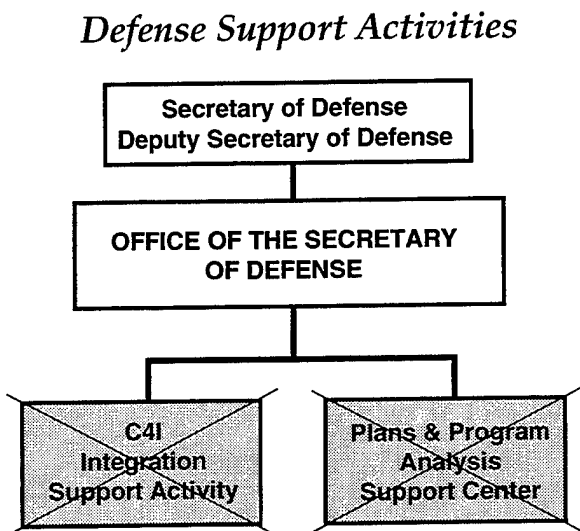 Defense Support Activities
Secretary of Defense
Deputy Secretary of Defense
OFFICE OF THE SECRETARY
OF DEFENSE
C4I
Integration
Support Activity
Plans & Program
Analysis
Support Center